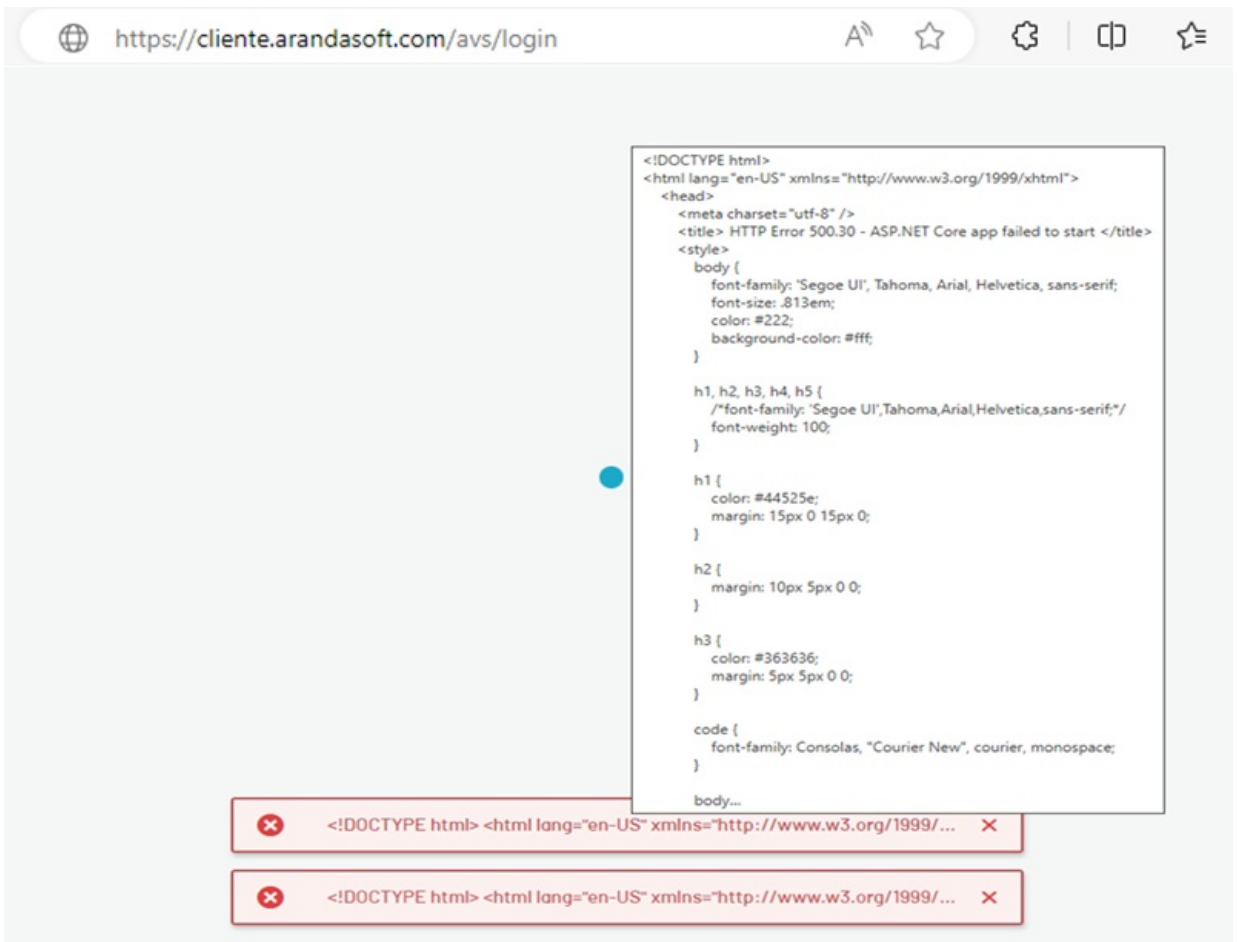 https://cliente.arandasoft.com/avs/login
<!DOCTYPE html>
<html lang="en-US" xmlns="http://www.w3.org/1999/xhtml">
<head>
<meta charset="utf-8" />
<title> HTTP Error 500.30 - ASP.NET Core app failed to start </title>
<style>
body {
font-family: 'Segoe UI', Tahoma, Arial, Helvetica, sans-serif;
font-size: .813em;
color: #222;
background-color: #fff;
}
h1, h2, h3, h4, h5 {
/*font-family: 'Segoe UI',Tahoma,Arial,Helvetica,sans-serif;*/
font-weight: 100;
}
h1 {
color: #44525e;
margin: 15px 0 15px 0;
}
h2 {
margin: 10px 5px 0 0;
}
h3 {
color: #363636;
margin: 5px 5px 0 0;
}
code {
font-family: Consolas, "Courier New", courier, monospace;
}
body...
<!DOCTYPE html> <html lang="en-US" xmlns="http://www.w3.org/1999/...
<!DOCTYPE html> <html lang="en-US" xmlns="http://www.w3.org/1999/...